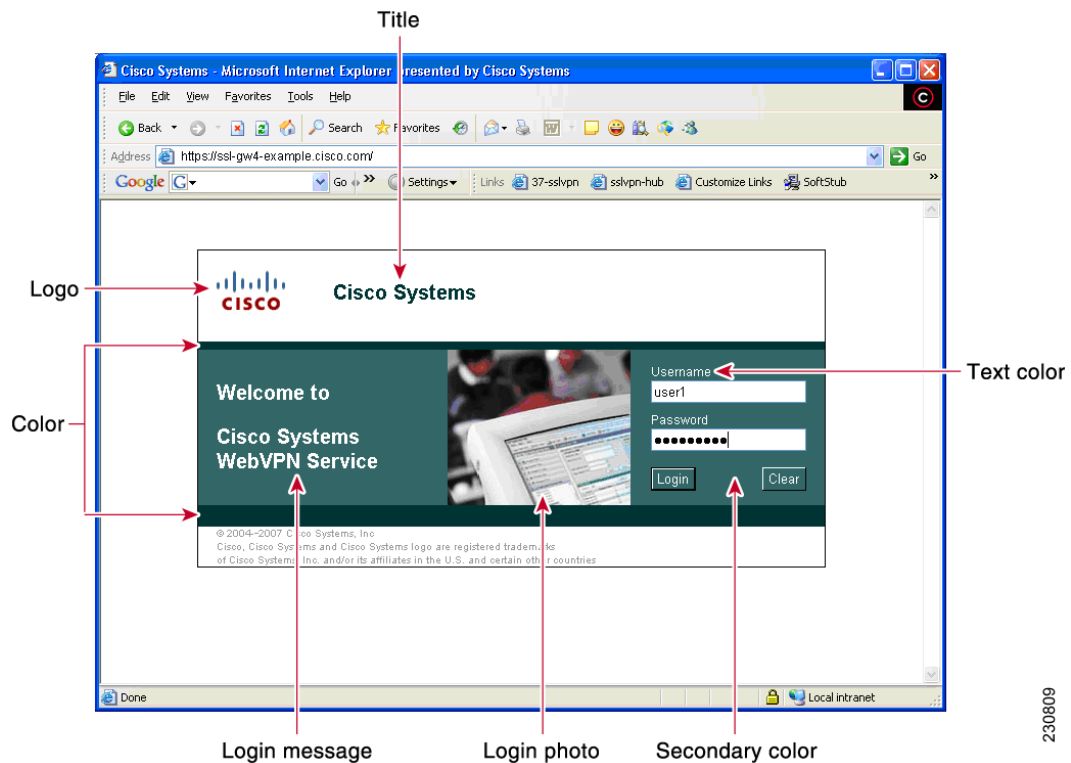 Title
Cisco Systems - Microsoft Internet Explorer presented by Cisco Systems
File Edit View Favorites Tools Help
Back Search Favorites
Address https://ssl-gw4-example.cisco.com/ Go
Google G Go » Settings Links 37-sslvpn sslvpn-hub Customize Links SoftStub »
Logo
CISCO
Cisco Systems
Color
Welcome to
Cisco Systems
WebVPN Service
Username
user1
Password
Login Clear
Text color
© 2004--2007 Cisco Systems, Inc
Cisco, Cisco Systems and Cisco Systems logo are registered trademarks
of Cisco Systems, Inc. and/or its affiliates in the U.S. and certain other countries
Done Local intranet
Login message Login photo Secondary color
230809